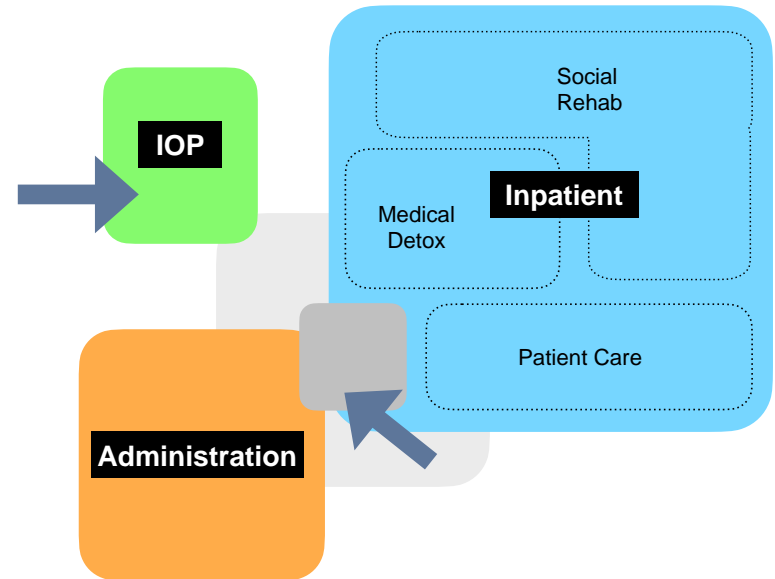 Social
Rehab
IOP
Inpatient
Medical
Detox
Patient Care
Administration